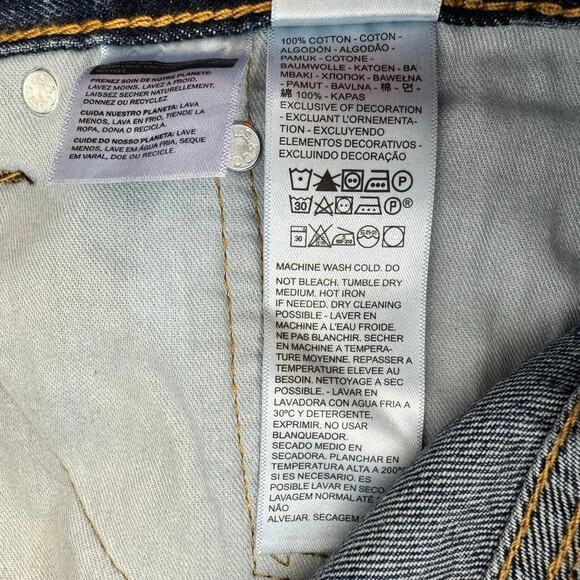 PRENEZ SOIN DE NOTRE PLANETE:
LAVEZ MOINS, LAVEZ A FROID,
LAISSEZ SECHER NATURELLEMENT,
DONNEZ OU RECYCLEZ
CUIDA NUESTRO PLANETA: LAVA
MENOS, LAVA EN FRIO, TIENDE LA
ROPA, DONA O RECICLA.
CUIDE DO NOSSO PLANETA: LAVE
MENOS, LAVE EM ÁGUA FRIA, SEQUE
EM VARAL, DOE OU RECICLE.
100% COTTON - COTON -
ALGODÓN - ALGODÃO -
PAMUK - COTONE -
BAUMWOLLE - KATOEN - BA
MBAKI - ХЛОПОК - BAWEŁNA
- PAMUT - BAVLNA - 棉 - 면 -
綿 100% - KAPAS
EXCLUSIVE OF DECORATION
- EXCLUANT L'ORNEMENTA-
TION - EXCLUYENDO
ELEMENTOS DECORATIVOS -
EXCLUINDO DECORAÇÃO
P
30 P ®
30
MACHINE WASH COLD. DO
NOT BLEACH. TUMBLE DRY
MEDIUM. HOT IRON
IF NEEDED. DRY CLEANING
POSSIBLE - LAVER EN
MACHINE A L'EAU FROIDE.
NE PAS BLANCHIR. SECHER
EN MACHINE A TEMPERA-
TURE MOYENNE. REPASSER A
TEMPERATURE ELEVEE AU
BESOIN. NETTOYAGE A SEC
POSSIBLE. - LAVAR EN
LAVADORA CON AGUA FRIA A
30ºC Y DETERGENTE,
EXPRIMIR. NO USAR
BLANQUEADOR.
SECADO MEDIO EN
SECADORA. PLANCHAR EN
TEMPERATURA ALTA A 200º
SI ES NECESARIO. ES
POSIBLE LAVAR EN SECO
LAVAGEM NORMAL ATÉ
NÃO
ALVEJAR. SECAGEM